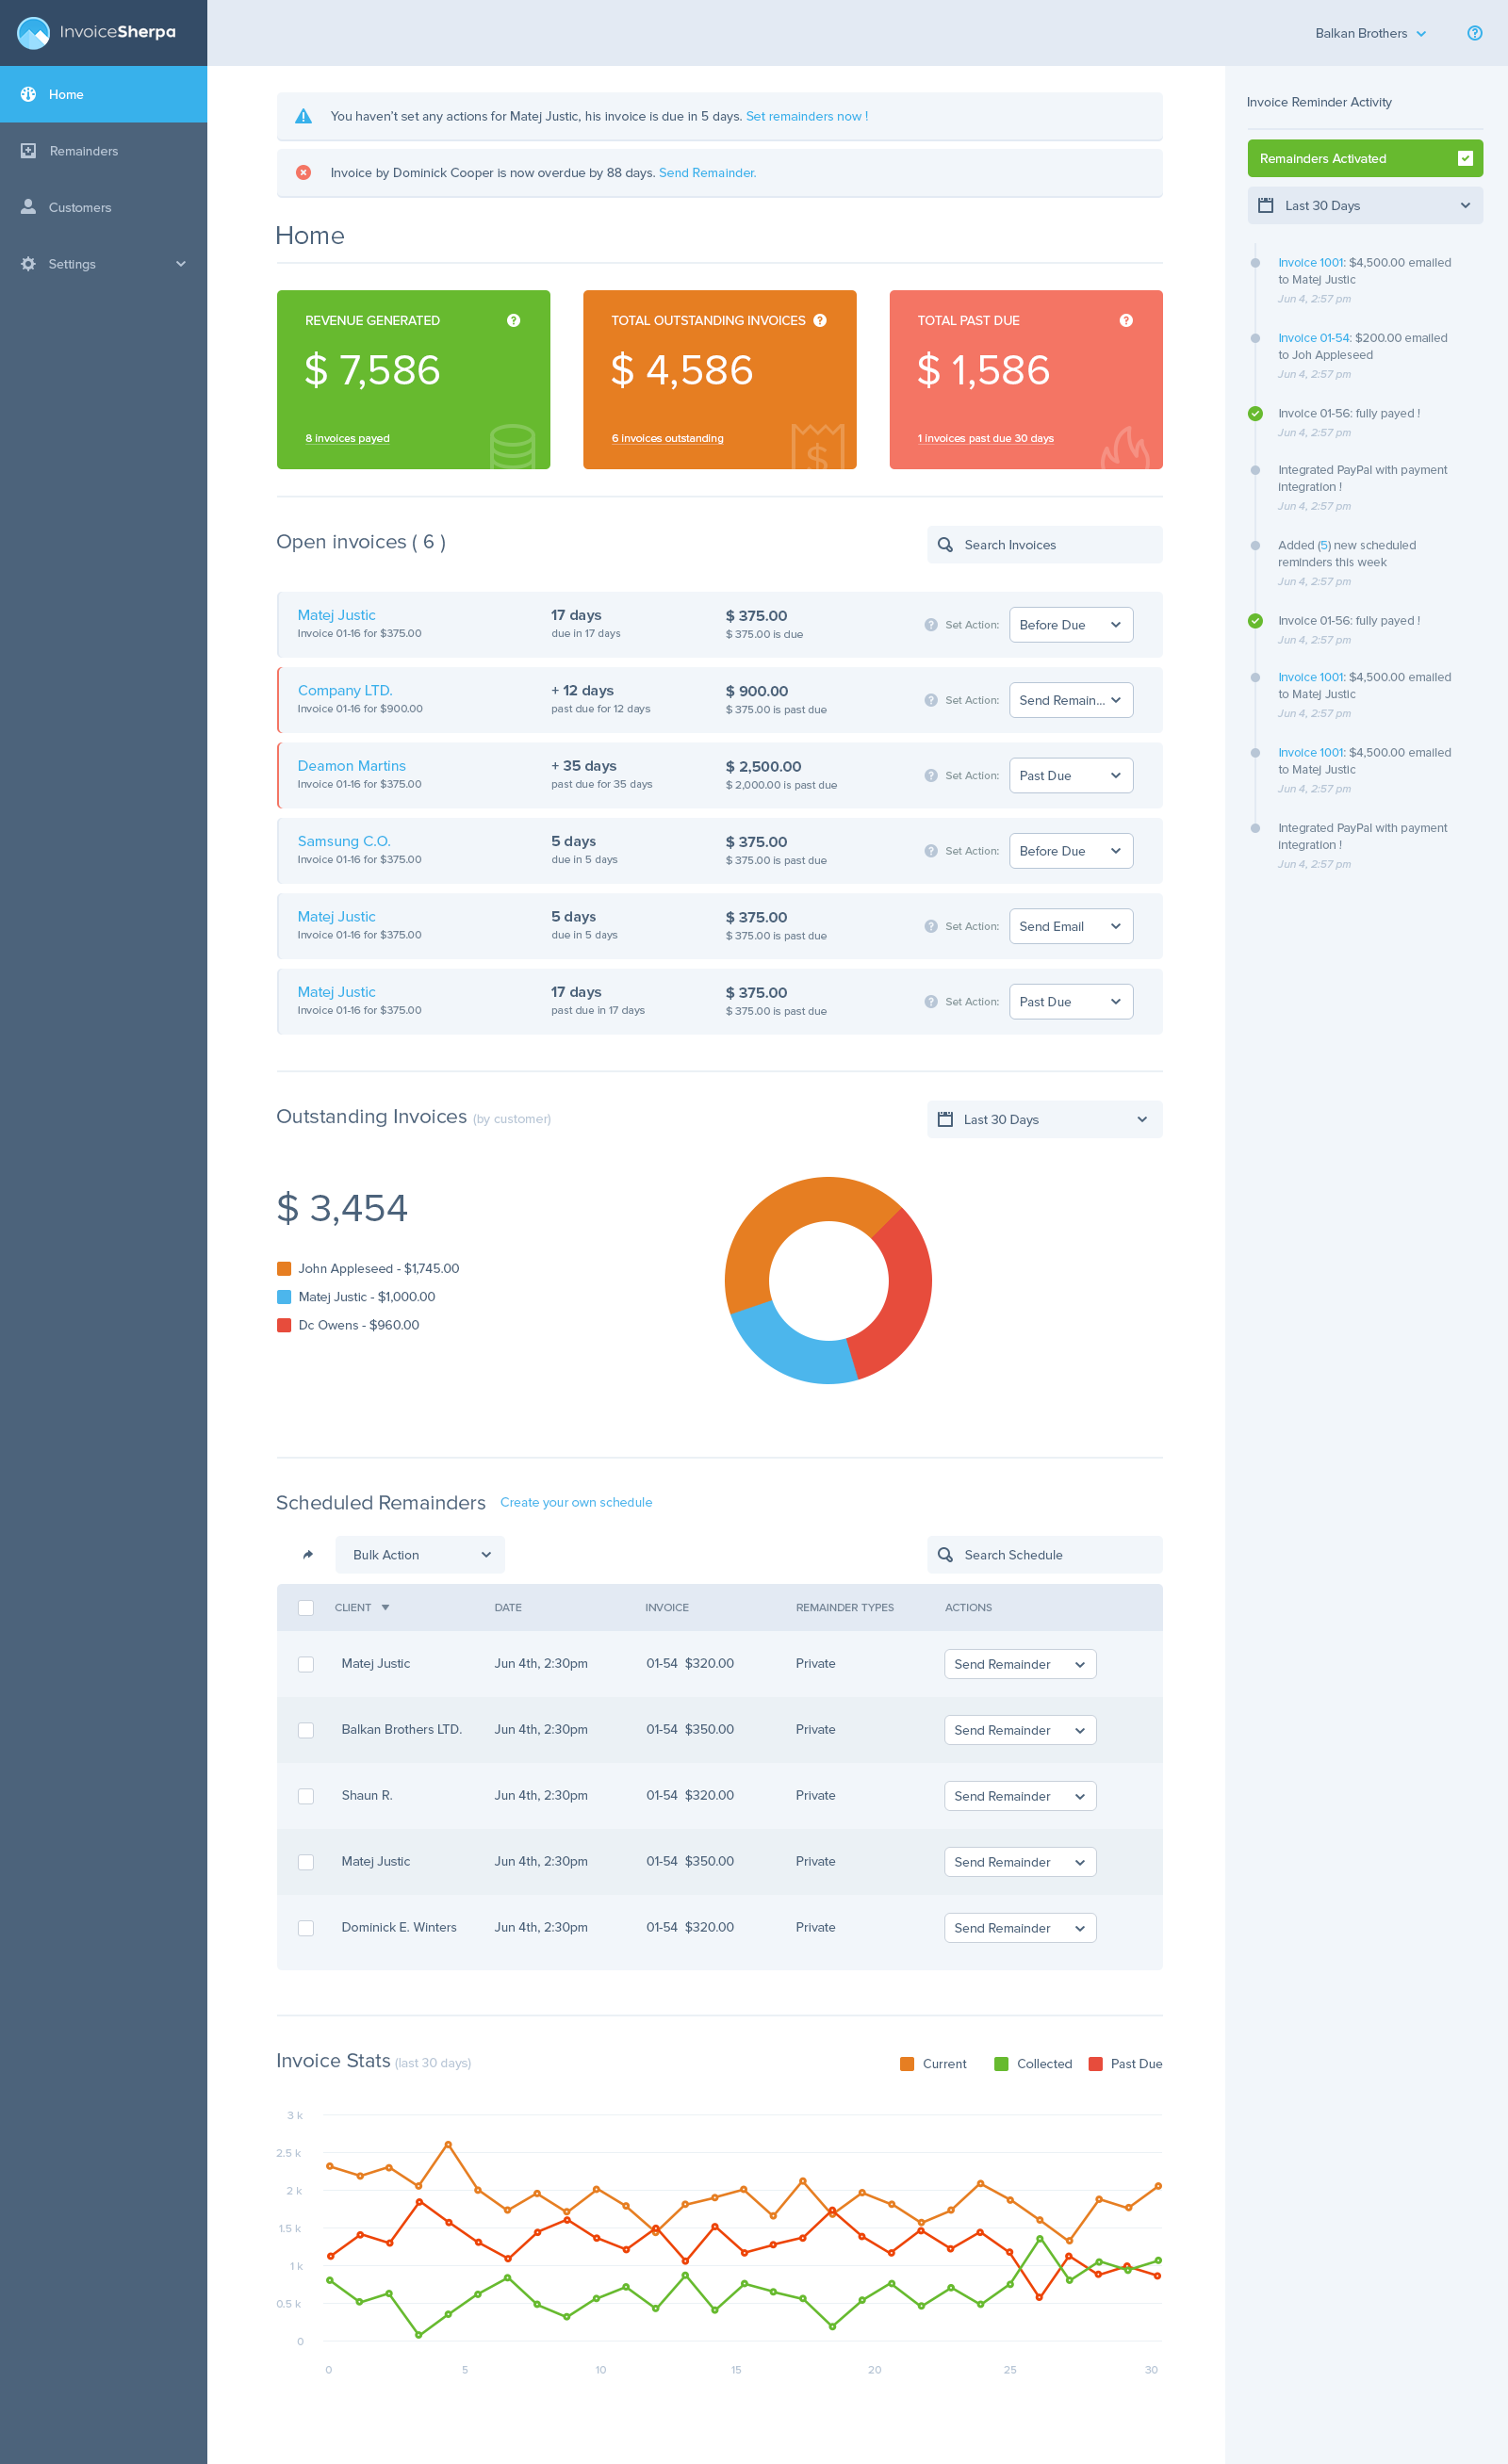 InvoiceSherpa
Balkan Brothers
Home
Remainders
Customers
Settings
You haven't set any actions for Matej Justic, his invoice is due in 5 days. Set remainders now !
Invoice by Dominick Cooper is now overdue by 88 days. Send Remainder.
Home
REVENUE GENERATED
$ 7,586
8 invoices payed
TOTAL OUTSTANDING INVOICES
$ 4,586
6 invoices outstanding
TOTAL PAST DUE
$ 1,586
1 invoices past due 30 days
Open invoices ( 6 )
Search Invoices
Matej Justic 17 days $ 375.00
Invoice 01-16 for $375.00 due in 17 days $ 375.00 is due
Set Action: Before Due
Company LTD. + 12 days $ 900.00
Invoice 01-16 for $900.00 past due for 12 days $ 375.00 is past due
Set Action: Send Remain...
Deamon Martins + 35 days $ 2,500.00
Invoice 01-16 for $375.00 past due for 35 days $ 2,000.00 is past due
Set Action: Past Due
Samsung C.O. 5 days $ 375.00
Invoice 01-16 for $375.00 due in 5 days $ 375.00 is past due
Set Action: Before Due
Matej Justic 5 days $ 375.00
Invoice 01-16 for $375.00 due in 5 days $ 375.00 is past due
Set Action: Send Email
Matej Justic 17 days $ 375.00
Invoice 01-16 for $375.00 past due in 17 days $ 375.00 is past due
Set Action: Past Due
Outstanding Invoices (by customer)
Last 30 Days
$ 3,454
John Appleseed - $1,745.00
Matej Justic - $1,000.00
Dc Owens - $960.00
Scheduled Remainders Create your own schedule
Bulk Action
Search Schedule
CLIENT DATE INVOICE REMAINDER TYPES ACTIONS
Matej Justic Jun 4th, 2:30pm 01-54 $320.00 Private Send Remainder
Balkan Brothers LTD. Jun 4th, 2:30pm 01-54 $350.00 Private Send Remainder
Shaun R. Jun 4th, 2:30pm 01-54 $320.00 Private Send Remainder
Matej Justic Jun 4th, 2:30pm 01-54 $350.00 Private Send Remainder
Dominick E. Winters Jun 4th, 2:30pm 01-54 $320.00 Private Send Remainder
Invoice Stats (last 30 days)
Current Collected Past Due
3 k
2.5 k
2 k
1.5 k
1 k
0.5 k
0
0 5 10 15 20 25 30
Invoice Reminder Activity
Remainders Activated
Last 30 Days
Invoice 1001: $4,500.00 emailed
to Matej Justic
Jun 4, 2:57 pm
Invoice 01-54: $200.00 emailed
to Joh Appleseed
Jun 4, 2:57 pm
Invoice 01-56: fully payed !
Jun 4, 2:57 pm
Integrated PayPal with payment
integration !
Jun 4, 2:57 pm
Added (5) new scheduled
reminders this week
Jun 4, 2:57 pm
Invoice 01-56: fully payed !
Jun 4, 2:57 pm
Invoice 1001: $4,500.00 emailed
to Matej Justic
Jun 4, 2:57 pm
Invoice 1001: $4,500.00 emailed
to Matej Justic
Jun 4, 2:57 pm
Integrated PayPal with payment
integration !
Jun 4, 2:57 pm